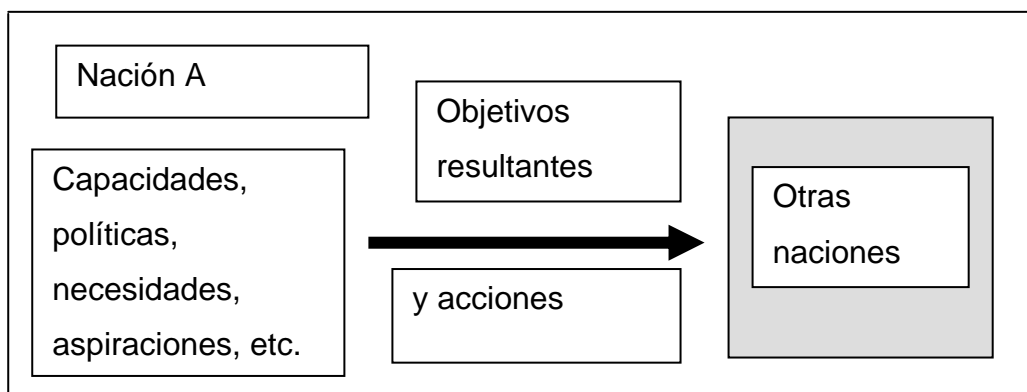 Nación A
Capacidades,
políticas,
necesidades,
aspiraciones, etc.
Objetivos
resultantes
y acciones
Otras
naciones